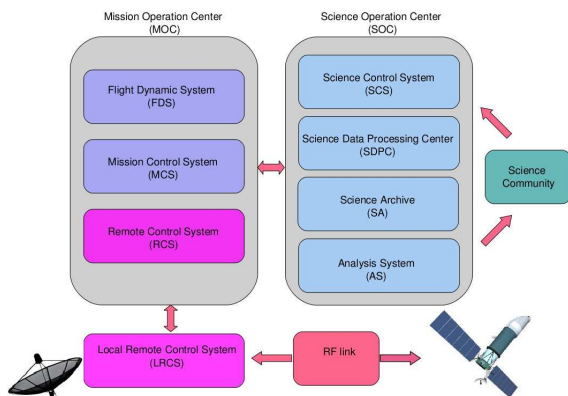 Mission Operation Center
(MOC)
Science Operation Center
(SOC)
Flight Dynamic System
(FDS)
Mission Control System
(MCS)
Remote Control System
(RCS)
Science Control System
(SCS)
Science Data Processing Center
(SDPC)
Science Archive
(SA)
Analysis System
(AS)
Science
Community
Local Remote Control System
(LRCS)
RF link